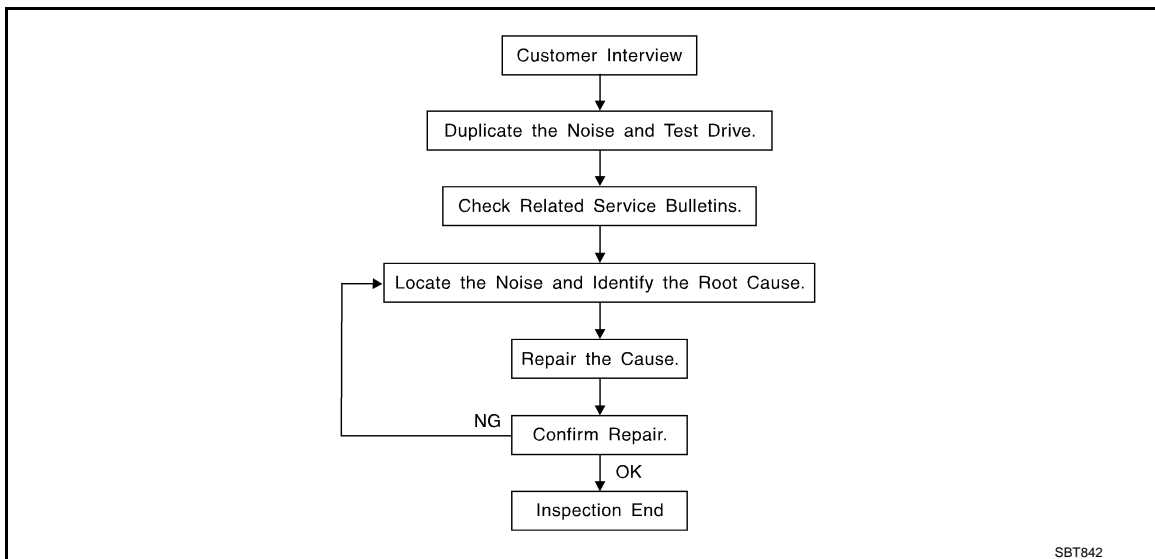 Customer Interview
Duplicate the Noise and Test Drive.
Check Related Service Bulletins.
Locate the Noise and Identify the Root Cause.
Repair the Cause.
NG
Confirm Repair.
OK
Inspection End
SBT842